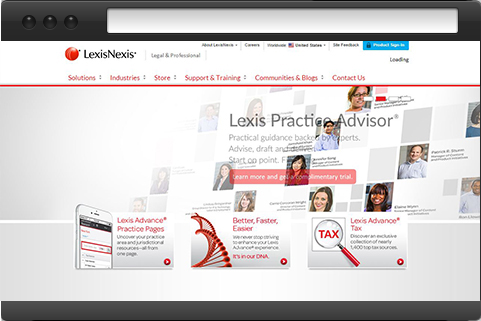 About LexisNexis
Careers
Worldwide
United States
Site Feedback
Product Sign-In
LexisNexis®
Legal & Professional
Loading
Solutions
Industries
Store
Support & Training
Communities & Blogs
Contact Us
Lexis Practice Advisor®
Practical guidance backed by experts.
Advise, draft and deliver.
Start on point. F
Learn more and get a complimentary trial.
Lexis Advance®
Practice Pages
Uncover your practice
area and jurisdictional
resources—all from
one page.
Better, Faster,
Easier
We never stop striving
to enhance your Lexis
Advance® experience.
It's in our DNA.
TAX
Lexis Advance®
Tax
Discover an exclusive
collection of nearly
1,400 top tax sources.